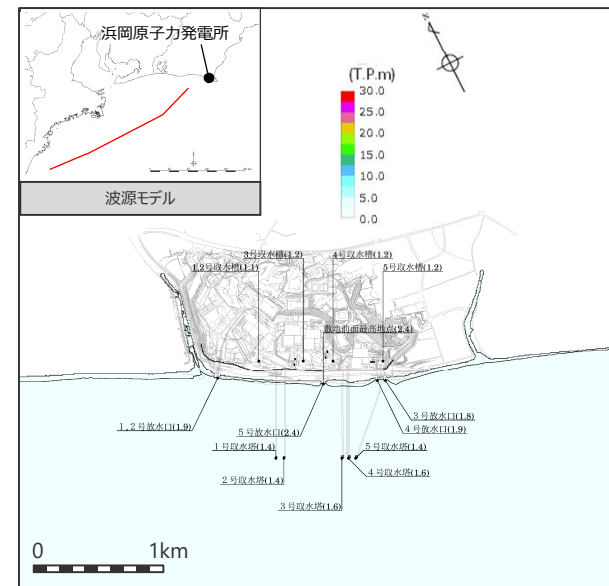 浜岡原子力発電所
波源モデル
N
(T.P.m)
30.0
25.0
20.0
15.0
10.0
5.0
0.0
3号取水槽(1.2)
4号取水槽(1.2)
1,2号取水槽(1.1)
5号取水槽(1.2)
敷地前面最高地点(2.4)
3号放水口(1.8)
1,2号放水口(1.9)
5号放水口(2.4)
4号放水口(1.9)
1号取水塔(1.4)
5号取水塔(1.4)
4号取水塔(1.6)
2号取水塔(1.4)
3号取水塔(1.6)
0 1km